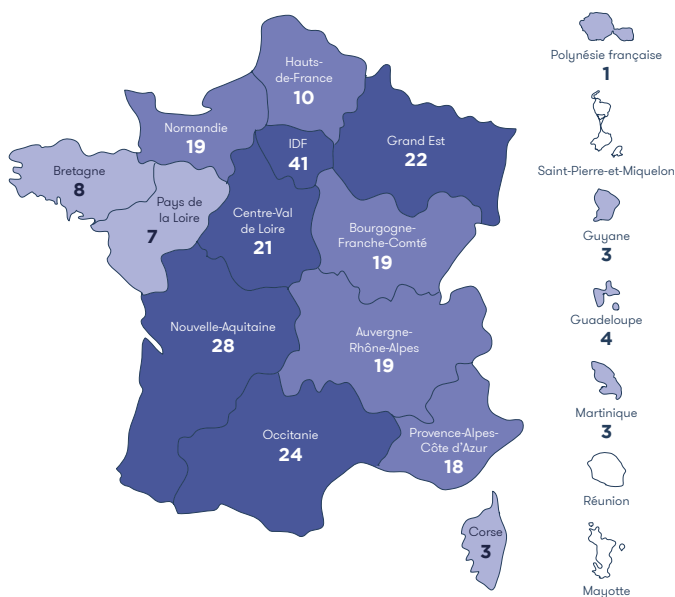 Hauts-
de-France
10
Normandie
19
IDF
41
Grand Est
22
Bretagne
8
Pays de
la Loire
7
Centre-Val
de Loire
21
Bourgogne-
Franche-Comté
19
Nouvelle-Aquitaine
28
Auvergne-
Rhône-Alpes
19
Occitanie
24
Provence-Alpes-
Côte d'Azur
18
Corse
3
Polynésie française
1
Saint-Pierre-et-Miquelon
Guyane
3
Guadeloupe
4
Martinique
3
Réunion
Mayotte